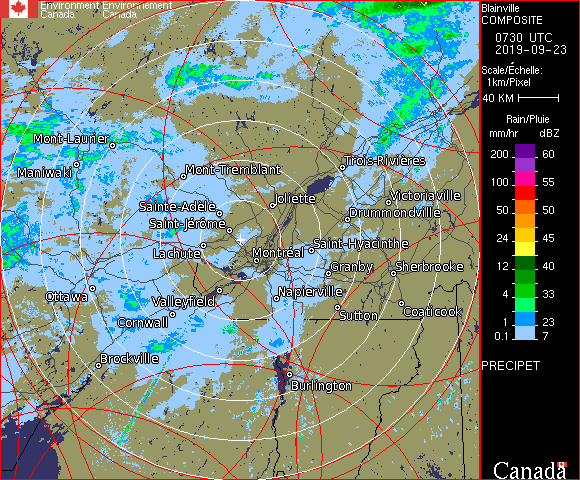 Environment Environnement
Canada Canada
Blainville
COMPOSITE
0730 UTC
2019-09-23
Scale/Échelle:
1km/Pixel
40 KM
Rain/Pluie
mm/hr dBZ
200 60
100 55
50 50
24 45
12 40
4 33
1 23
0.1 7
PRECIPET
Mont-Laurier
Maniwaki
Mont-Tremblant
Trois-Rivières
Sainte-Adèle
Joliette
Victoriaville
Saint-Jérôme
Drummondville
Lachute
Montréal
Saint-Hyacinthe
Granby
Sherbrooke
Ottawa
Valleyfield
Napierville
Cornwall
Sutton
Coaticook
Brockville
Burlington
Canada